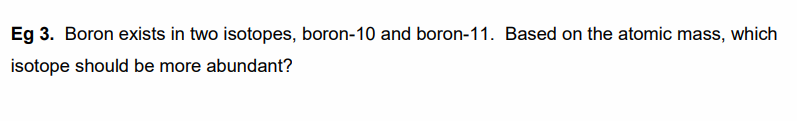 Eg 3.  Boron exists in two isotopes, boron-10 and boron-11.  Based on the atomic mass, which
isotope should be more abundant?